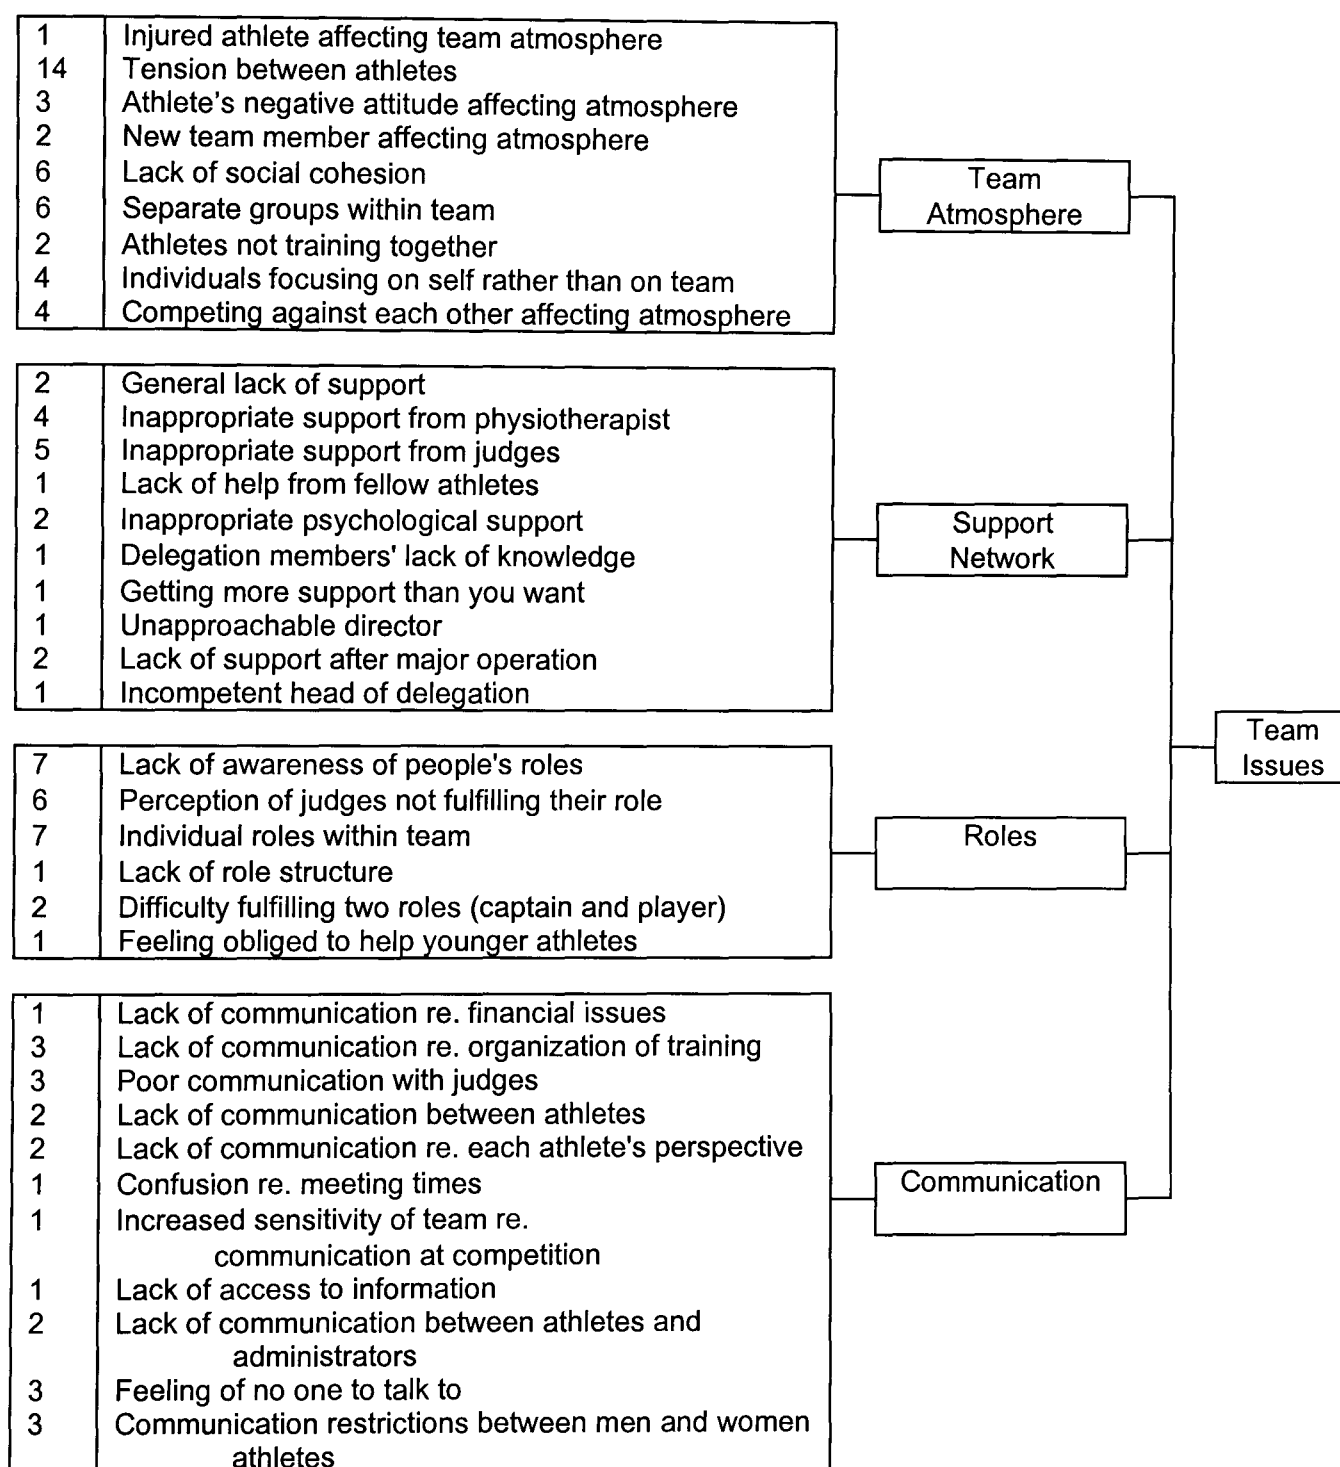 1 Injured athlete affecting team atmosphere
14 Tension between athletes
3 Athlete's negative attitude affecting atmosphere
2 New team member affecting atmosphere
6 Lack of social cohesion
6 Separate groups within team
2 Athletes not training together
4 Individuals focusing on self rather than on team
4 Competing against each other affecting atmosphere
Team
Atmosphere
2 General lack of support
4 Inappropriate support from physiotherapist
5 Inappropriate support from judges
1 Lack of help from fellow athletes
2 Inappropriate psychological support
1 Delegation members' lack of knowledge
1 Getting more support than you want
1 Unapproachable director
2 Lack of support after major operation
1 Incompetent head of delegation
Support
Network
Team
Issues
7 Lack of awareness of people's roles
6 Perception of judges not fulfilling their role
7 Individual roles within team
1 Lack of role structure
2 Difficulty fulfilling two roles (captain and player)
1 Feeling obliged to help younger athletes
Roles
1 Lack of communication re. financial issues
3 Lack of communication re. organization of training
3 Poor communication with judges
2 Lack of communication between athletes
2 Lack of communication re. each athlete's perspective
1 Confusion re. meeting times
1 Increased sensitivity of team re.
communication at competition
1 Lack of access to information
2 Lack of communication between athletes and
administrators
3 Feeling of no one to talk to
3 Communication restrictions between men and women
athletes
Communication